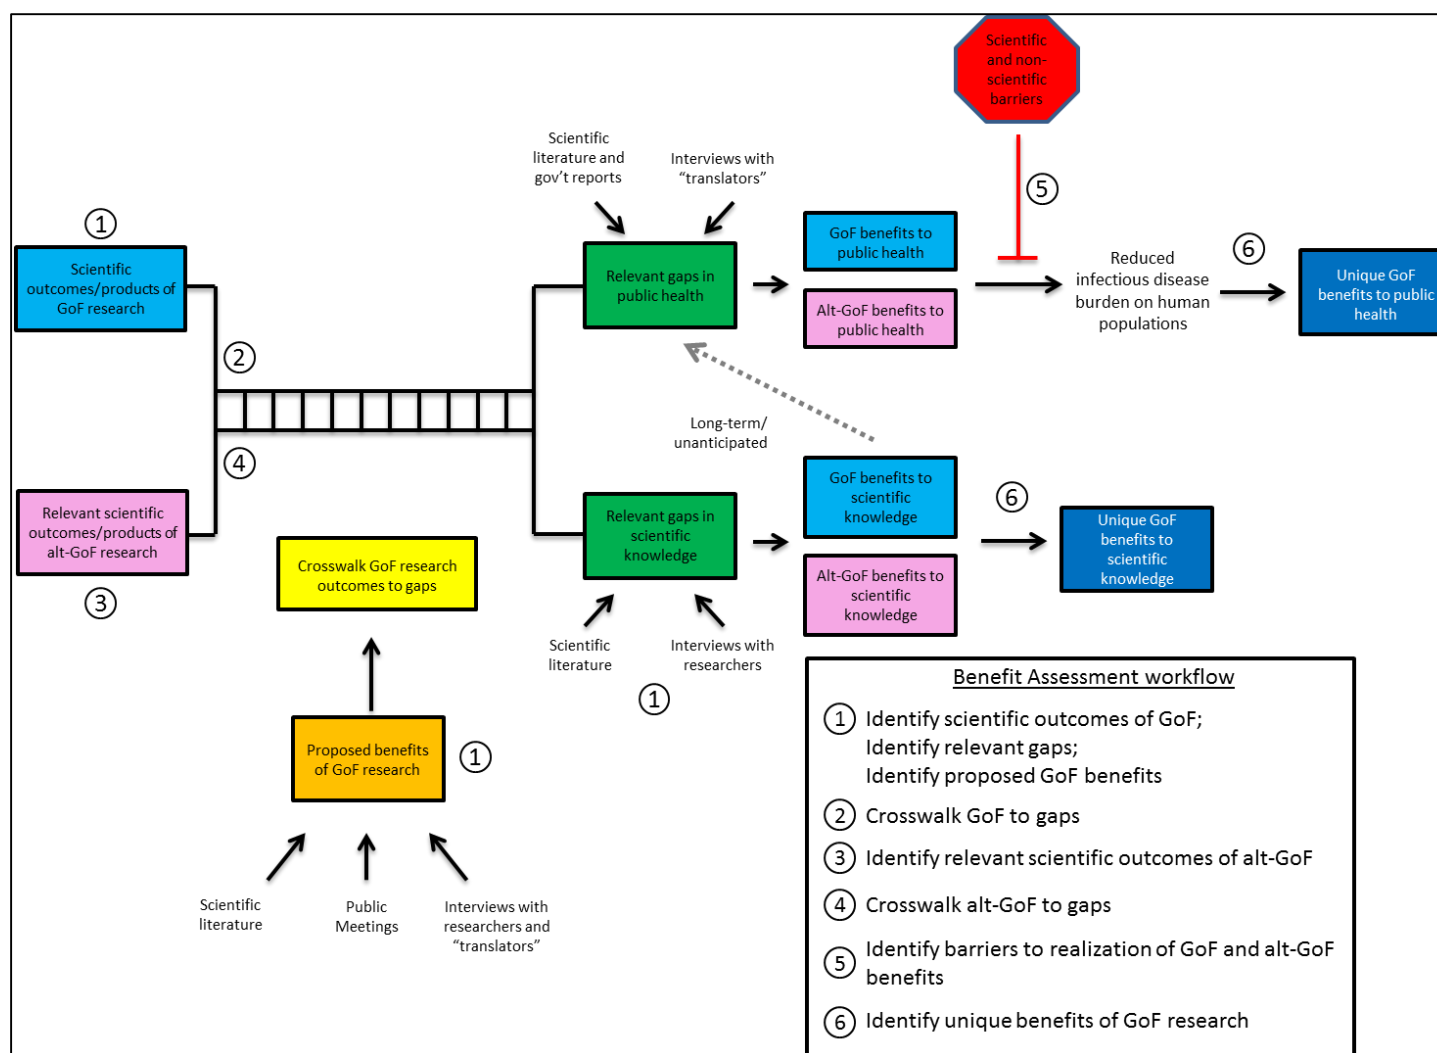 Scientific
and non-
scientific
barriers
Scientific
literature and
gov't reports
Interviews with
"translators"
5
1
Scientific
outcomes/products of
GoF research
2
Relevant gaps in
public health
GoF benefits to
public health
Alt-GoF benefits to
public health
Reduced
infectious disease
burden on human
populations
6
Unique GoF
benefits to public
health
Long-term/
unanticipated
4
Relevant scientific
outcomes/products of
alt-GoF research
3
Crosswalk GoF research
outcomes to gaps
Relevant gaps in
scientific
knowledge
GoF benefits to
scientific
knowledge
Alt-GoF benefits to
scientific
knowledge
6
Unique GoF
benefits to
scientific
knowledge
Scientific
literature
Interviews with
researchers
1
Proposed benefits
of GoF research
1
Scientific
literature
Public
Meetings
Interviews with
researchers and
"translators"
Benefit Assessment workflow
1 Identify scientific outcomes of GoF;
Identify relevant gaps;
Identify proposed GoF benefits
2 Crosswalk GoF to gaps
3 Identify relevant scientific outcomes of alt-GoF
4 Crosswalk alt-GoF to gaps
5 Identify barriers to realization of GoF and alt-GoF
benefits
6 Identify unique benefits of GoF research